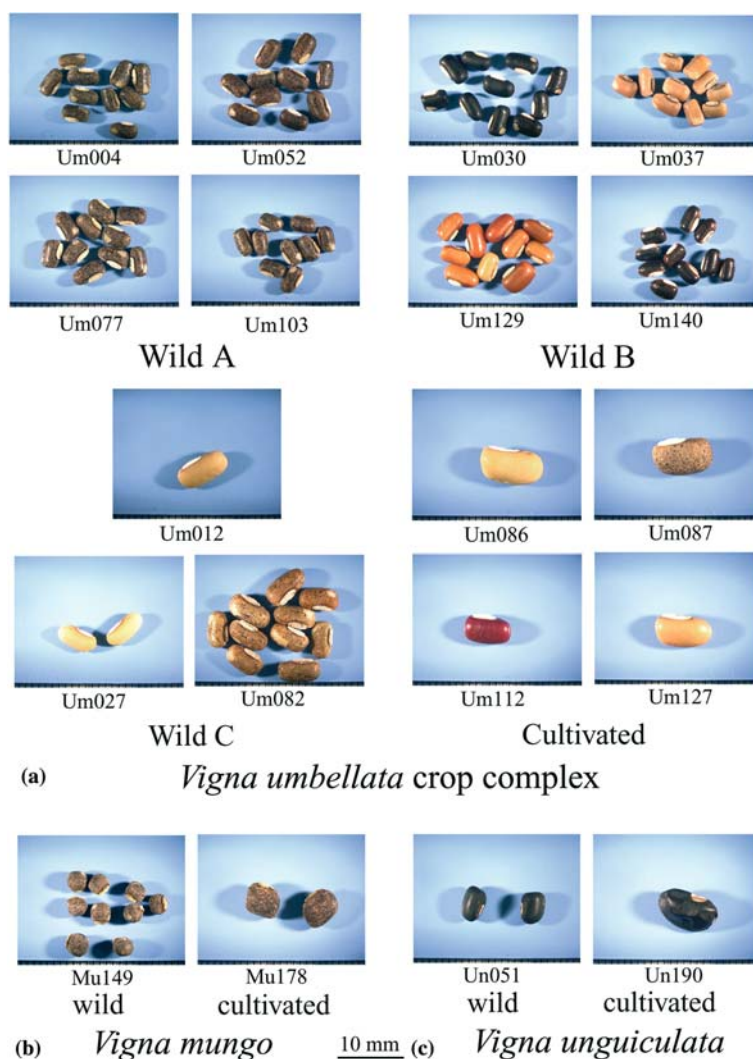 Um004 Um052 Um030 Um037
Um077 Um103 Um129 Um140
Wild A Wild B
Um012 Um086 Um087
Um027 Um082 Um112 Um127
Wild C Cultivated
(a) Vigna umbellata crop complex
Mu149 Mu178 Un051 Un190
wild cultivated wild cultivated
(b) Vigna mungo 10 mm (c) Vigna unguiculata